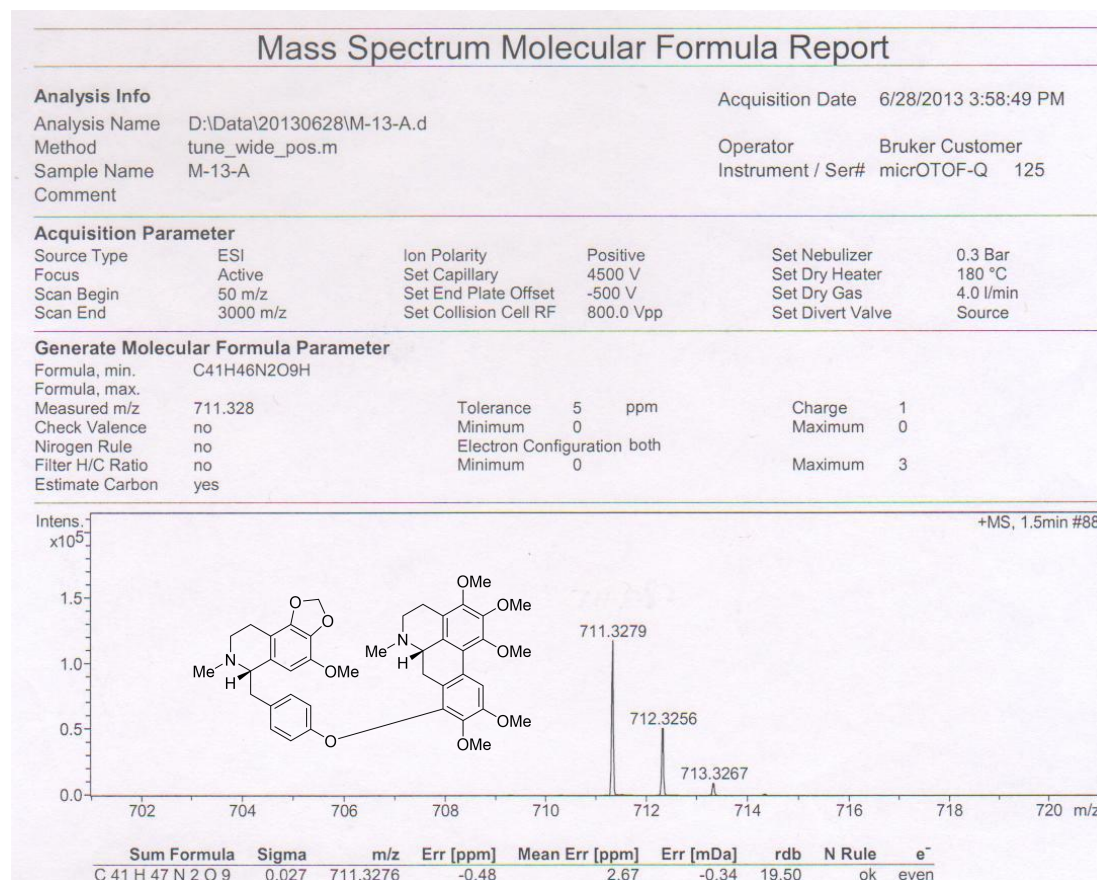 Mass Spectrum Molecular Formula Report
Analysis Info
Acquisition Date 6/28/2013 3:58:49 PM
Analysis Name D:\Data\20130628\M-13-A.d
Method tune_wide_pos.m
Operator Bruker Customer
Sample Name M-13-A
Instrument / Ser# micrOTOF-Q 125
Comment
Acquisition Parameter
Source Type ESI Ion Polarity Positive Set Nebulizer 0.3 Bar
Focus Active Set Capillary 4500 V Set Dry Heater 180 °C
Scan Begin 50 m/z Set End Plate Offset -500 V Set Dry Gas 4.0 l/min
Scan End 3000 m/z Set Collision Cell RF 800.0 Vpp Set Divert Valve Source
Generate Molecular Formula Parameter
Formula, min. C41H46N2O9H
Formula, max.
Measured m/z 711.328 Tolerance 5 ppm Charge 1
Check Valence no Minimum 0 Maximum 0
Nirogen Rule no Electron Configuration both
Filter H/C Ratio no Minimum 0 Maximum 3
Estimate Carbon yes
Intens. +MS, 1.5min #88
x10⁵
OMe
O
OMe
O
1.5
N
711.3279
Me
N
OMe
Me
H
OMe
1.0
H
OMe
712.3256
0.5
O
OMe
713.3267
0.0
702 704 706 708 710 712 714 716 718 720 m/z
Sum Formula Sigma m/z Err [ppm] Mean Err [ppm] Err [mDa] rdb N Rule e⁻
C 41 H 47 N 2 O 9 0.027 711.3276 -0.48 2.67 -0.34 19.50 ok even